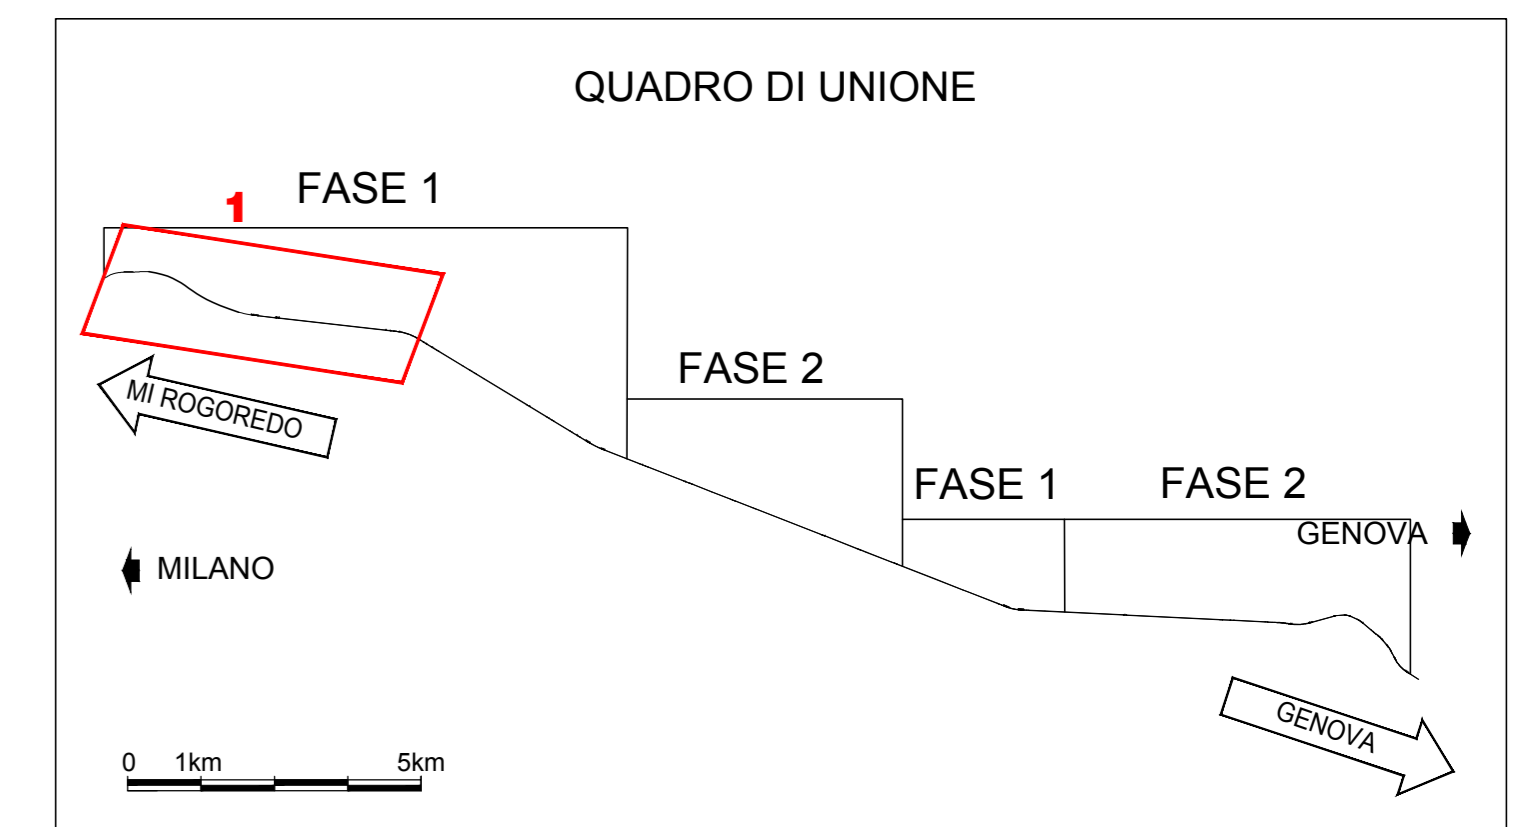 QUADRO DI UNIONE
FASE 1
1
FASE 2
MI ROGOREDO
FASE 1
FASE 2
GENOVA
MILANO
GENOVA
0 1km 5km